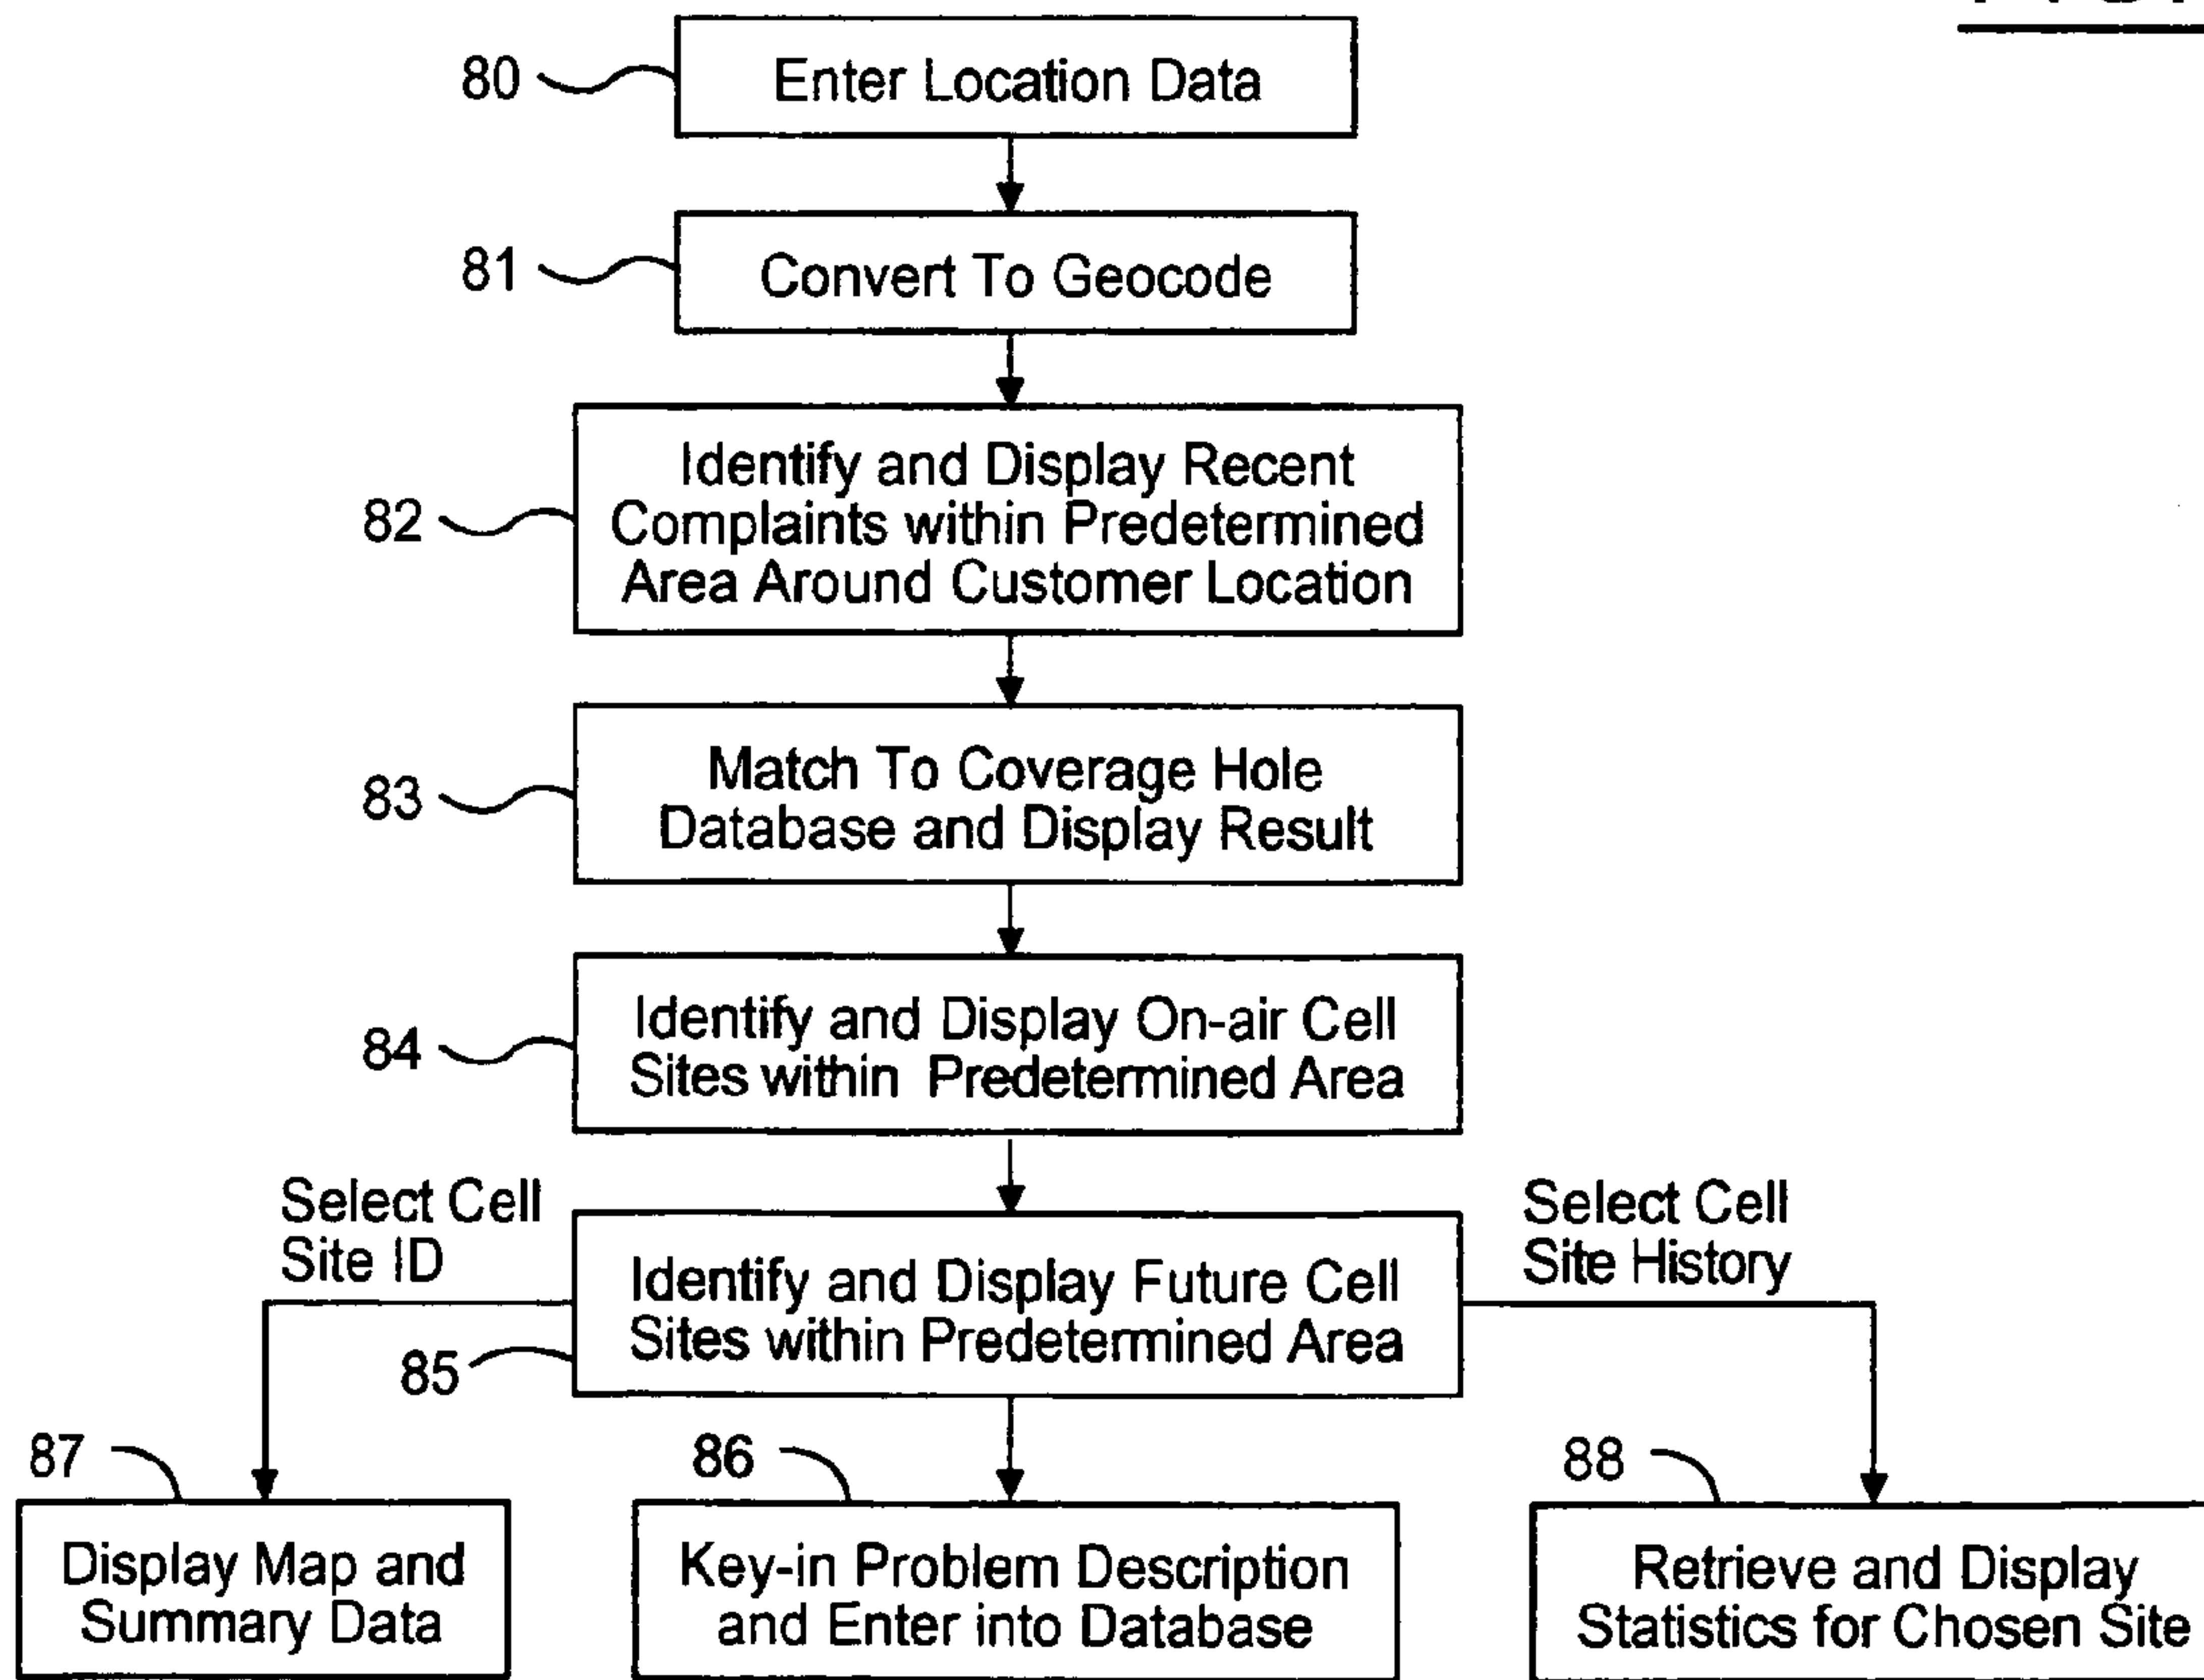 80
Enter Location Data
81
Convert To Geocode
82
Identify and Display Recent
Complaints within Predetermined
Area Around Customer Location
83
Match To Coverage Hole
Database and Display Result
84
Identify and Display On-air Cell
Sites within Predetermined Area
Select Cell
Site ID
Select Cell
Site History
85
Identify and Display Future Cell
Sites within Predetermined Area
87
Display Map and
Summary Data
86
Key-in Problem Description
and Enter into Database
88
Retrieve and Display
Statistics for Chosen Site